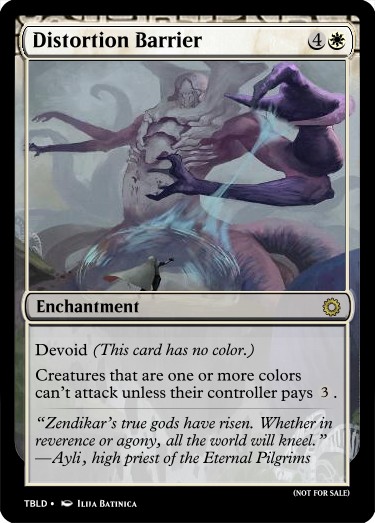 Distortion Barrier 4
Enchantment
Devoid (This card has no color.)
Creatures that are one or more colors
can't attack unless their controller pays 3 .
“Zendikar's true gods have risen. Whether in
reverence or agony, all the world will kneel.”
—Ayli, high priest of the Eternal Pilgrims
(NOT FOR SALE)
TBLD • Ilija Batinica